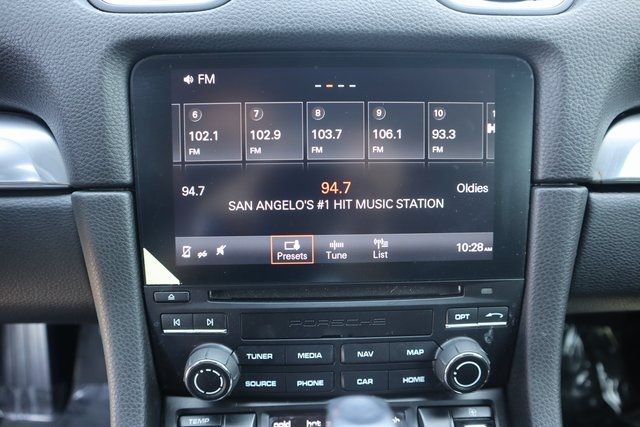 FM
6 7 8 9 10
102.1 102.9 103.7 106.1 93.3
FM FM FM FM FM
94.7 94.7 Oldies
SAN ANGELO'S #1 HIT MUSIC STATION
Presets Tune List 10:28 AM
OPT
PORSCHE
TUNER MEDIA NAV MAP
SOURCE PHONE CAR HOME
TEMP